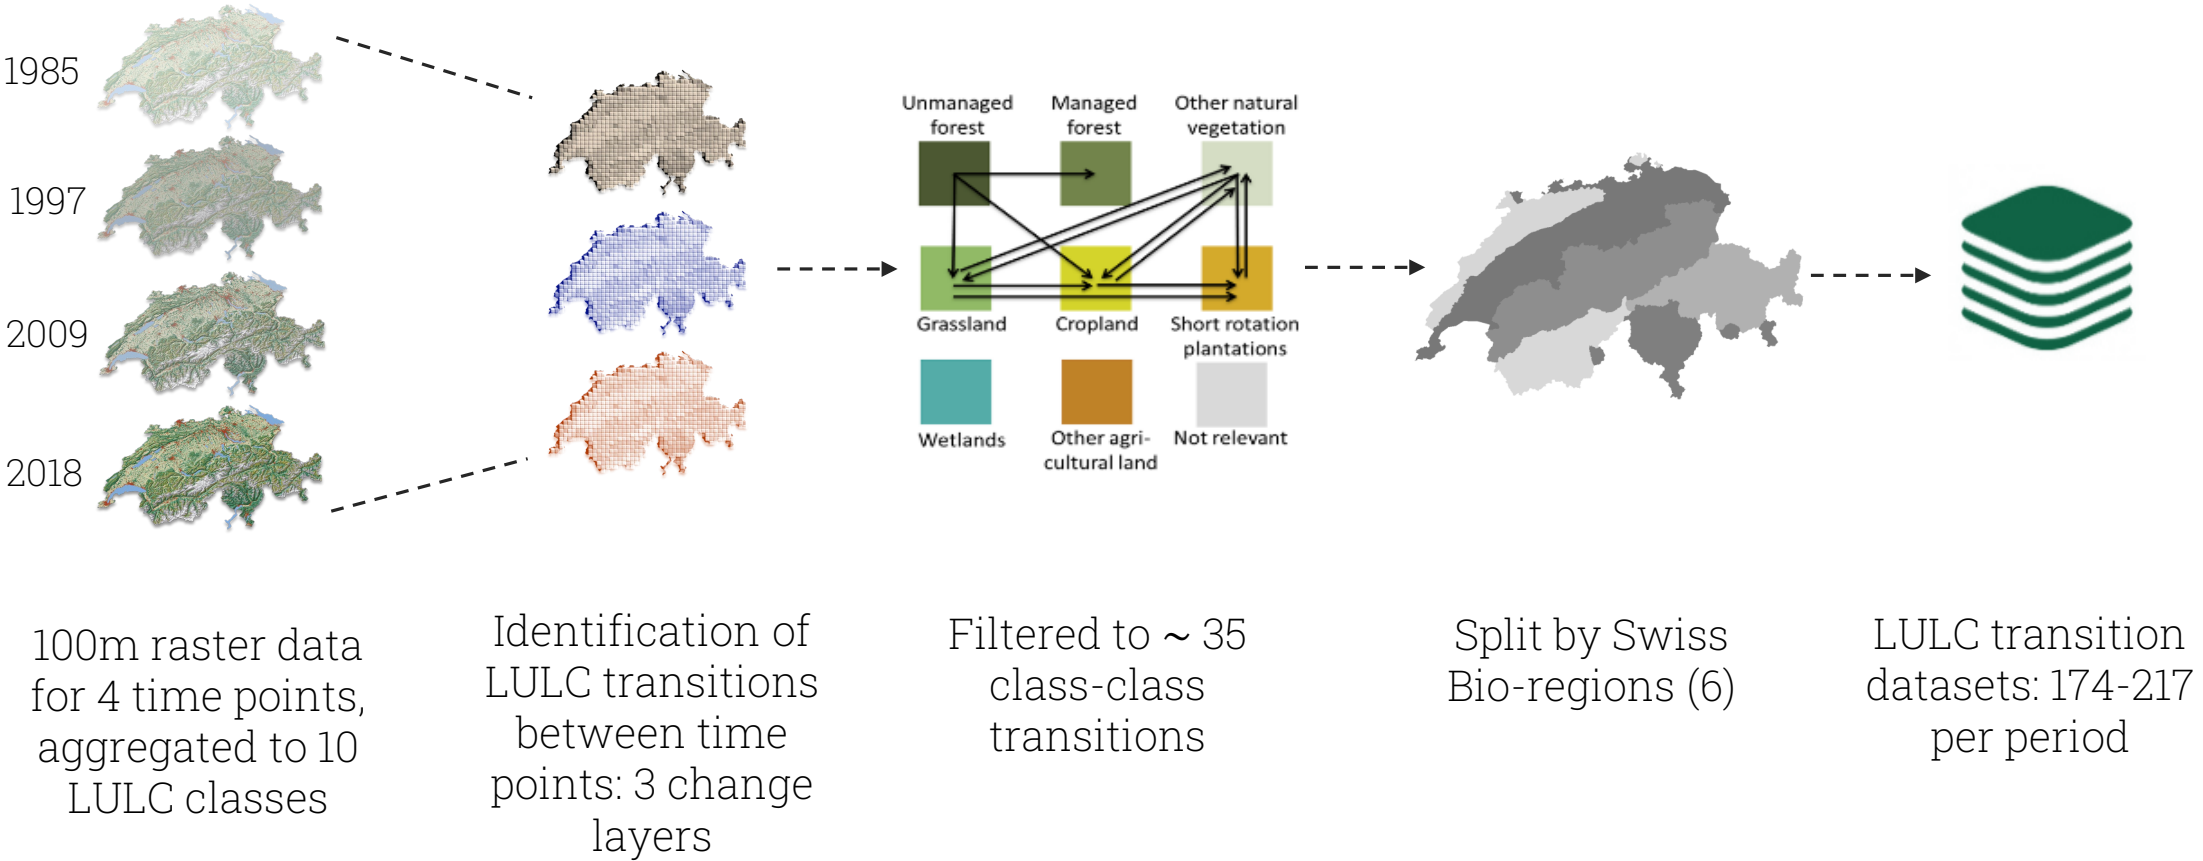 1985
1997
2009
2018
Unmanaged
forest
Managed
forest
Other natural
vegetation
Grassland
Cropland
Short rotation
plantations
Wetlands
Other agri-
cultural land
Not relevant
100m raster data
for 4 time points,
aggregated to 10
LULC classes
Identification of
LULC transitions
between time
points: 3 change
layers
Filtered to ~ 35
class-class
transitions
Split by Swiss
Bio-regions (6)
LULC transition
datasets: 174-217
per period